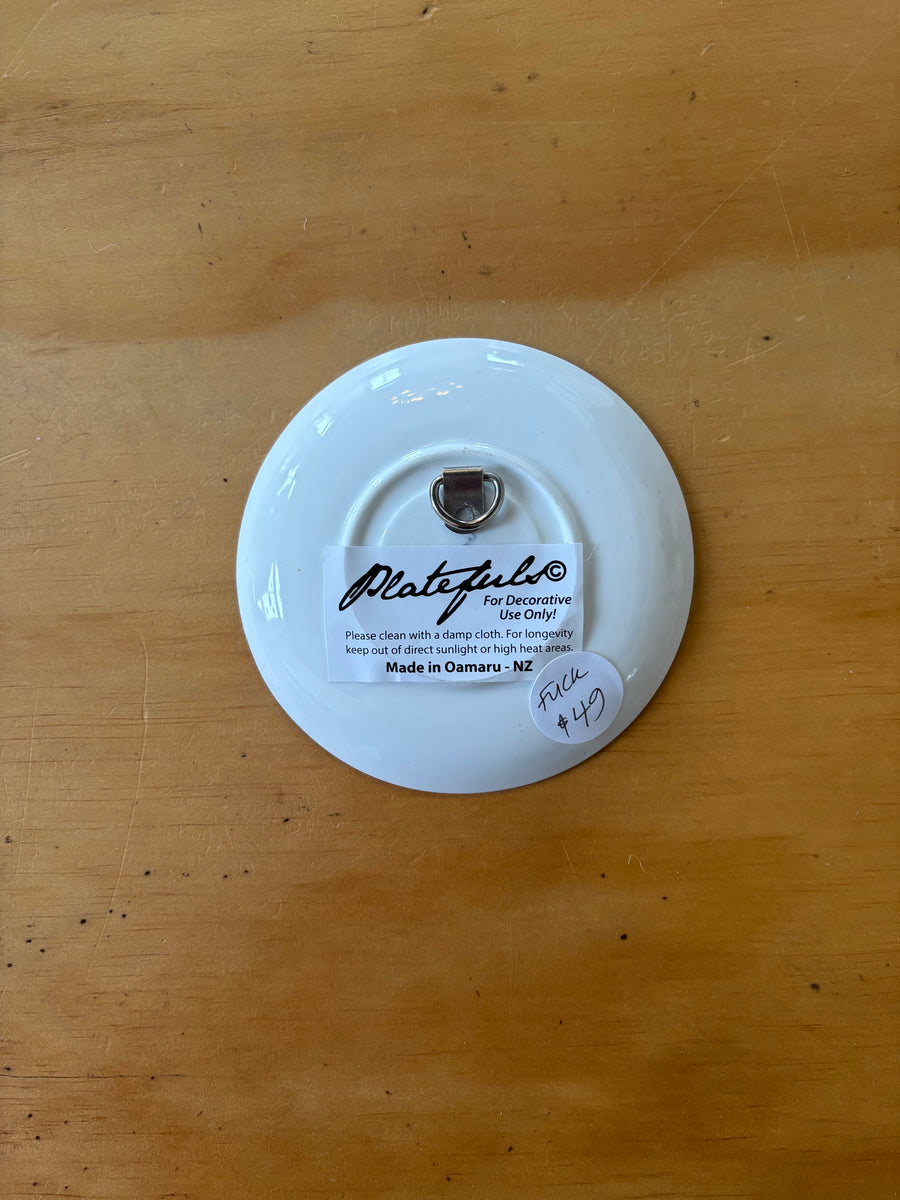 Platefuls©
For Decorative
Use Only!
Please clean with a damp cloth. For longevity
keep out of direct sunlight or high heat areas.
Made in Oamaru - NZ
FUCK
$49